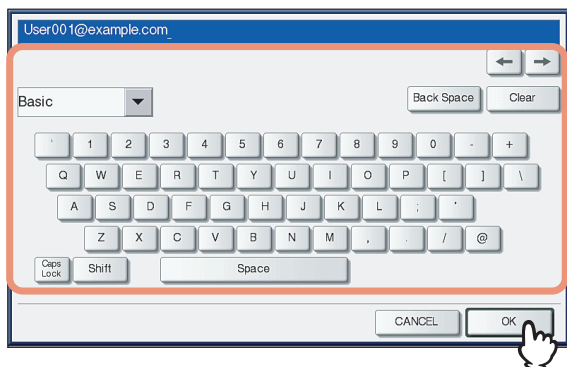 User001@example.com_
← →
Basic
Back Space Clear
` 1 2 3 4 5 6 7 8 9 0 - +
Q W E R T Y U I O P [ ] \
A S D F G H J K L ; '
Z X C V B N M , . / @
Caps Lock Shift Space
CANCEL OK